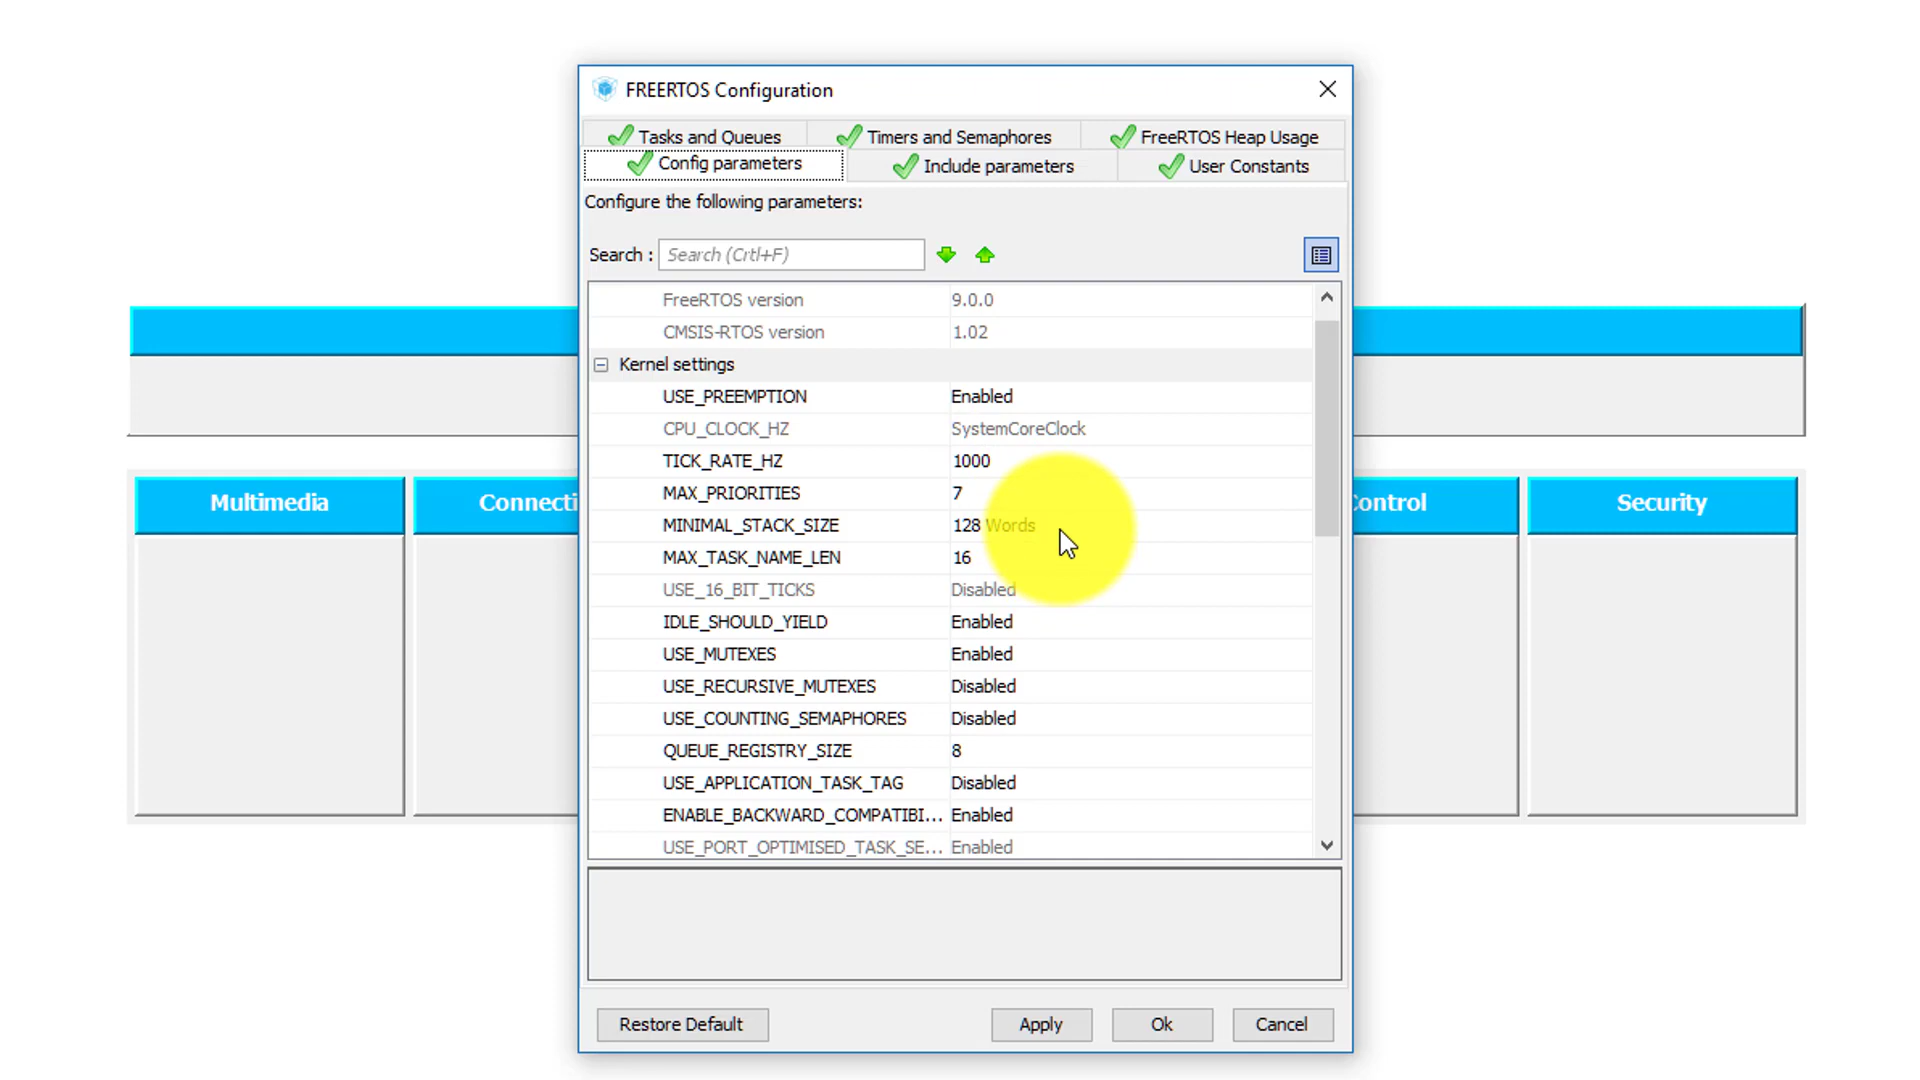 FREERTOS Configuration
Tasks and Queues
Timers and Semaphores
FreeRTOS Heap Usage
Config parameters
Include parameters
User Constants
Configure the following parameters:
Search : Search (Crtl+F)
FreeRTOS version 9.0.0
CMSIS-RTOS version 1.02
Kernel settings
USE_PREEMPTION Enabled
CPU_CLOCK_HZ SystemCoreClock
TICK_RATE_HZ 1000
MAX_PRIORITIES 7
MINIMAL_STACK_SIZE 128 Words
MAX_TASK_NAME_LEN 16
USE_16_BIT_TICKS Disabled
IDLE_SHOULD_YIELD Enabled
USE_MUTEXES Enabled
USE_RECURSIVE_MUTEXES Disabled
USE_COUNTING_SEMAPHORES Disabled
QUEUE_REGISTRY_SIZE 8
USE_APPLICATION_TASK_TAG Disabled
ENABLE_BACKWARD_COMPATIBI... Enabled
USE_PORT_OPTIMISED_TASK_SE... Enabled
Restore Default
Apply
Ok
Cancel
Multimedia
Connecti
ontrol
Security